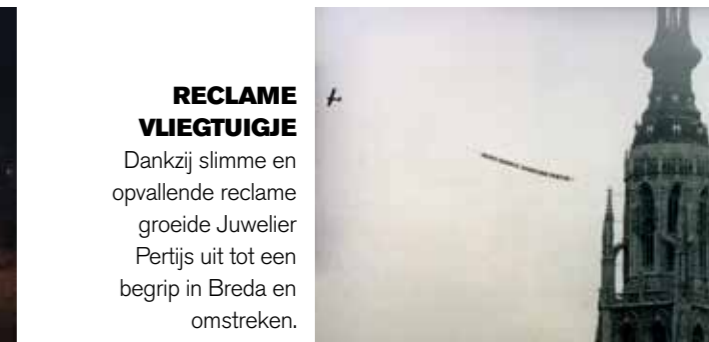 RECLAME
VLIEGTUIGJE
Dankzij slimme en
opvallende reclame
groeide Juwelier
Pertijs uit tot een
begrip in Breda en
omstreken.